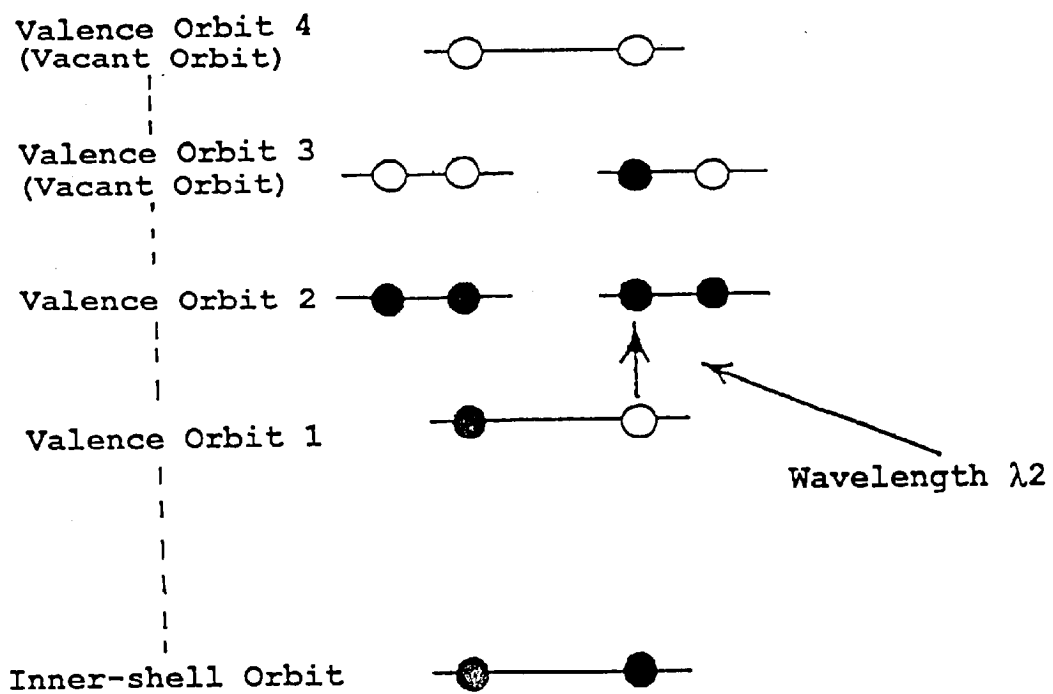 Valence Orbit 4
(Vacant Orbit)
Valence Orbit 3
(Vacant Orbit)
Valence Orbit 2
Valence Orbit 1
Wavelength λ2
Inner-shell Orbit